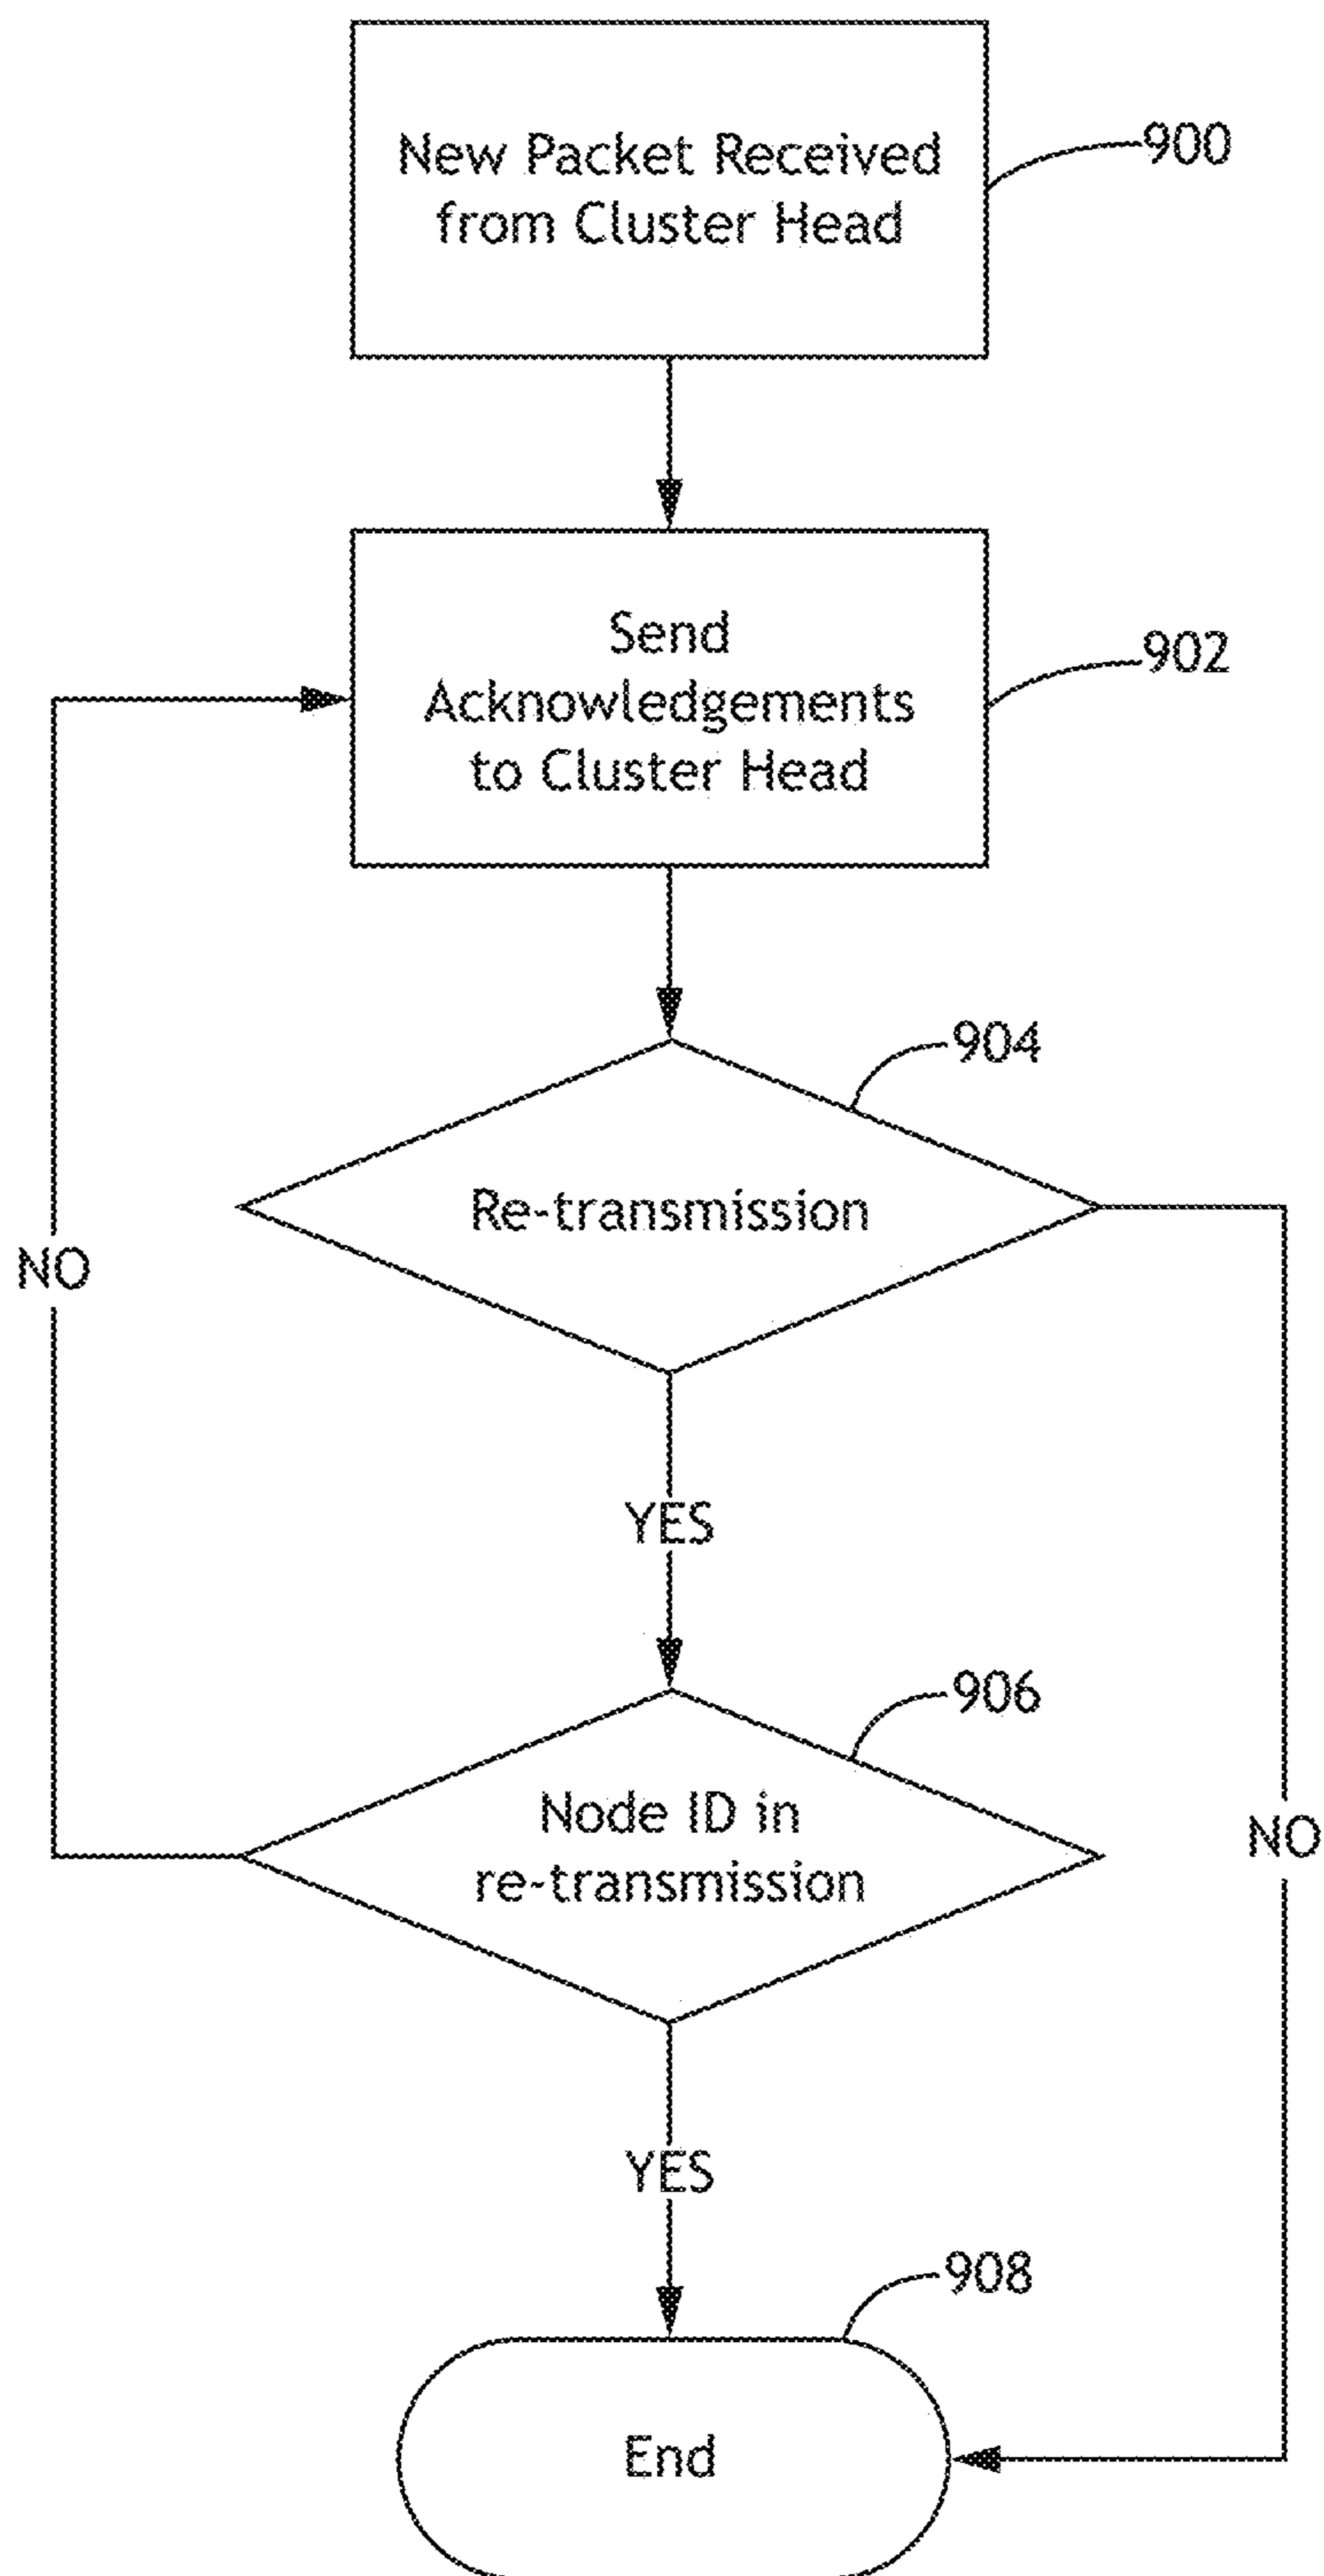 New Packet Received
from Cluster Head
900
Send
Acknowledgements
to Cluster Head
902
904
Re-transmission
NO
YES
906
Node ID in
re-transmission
NO
YES
908
End